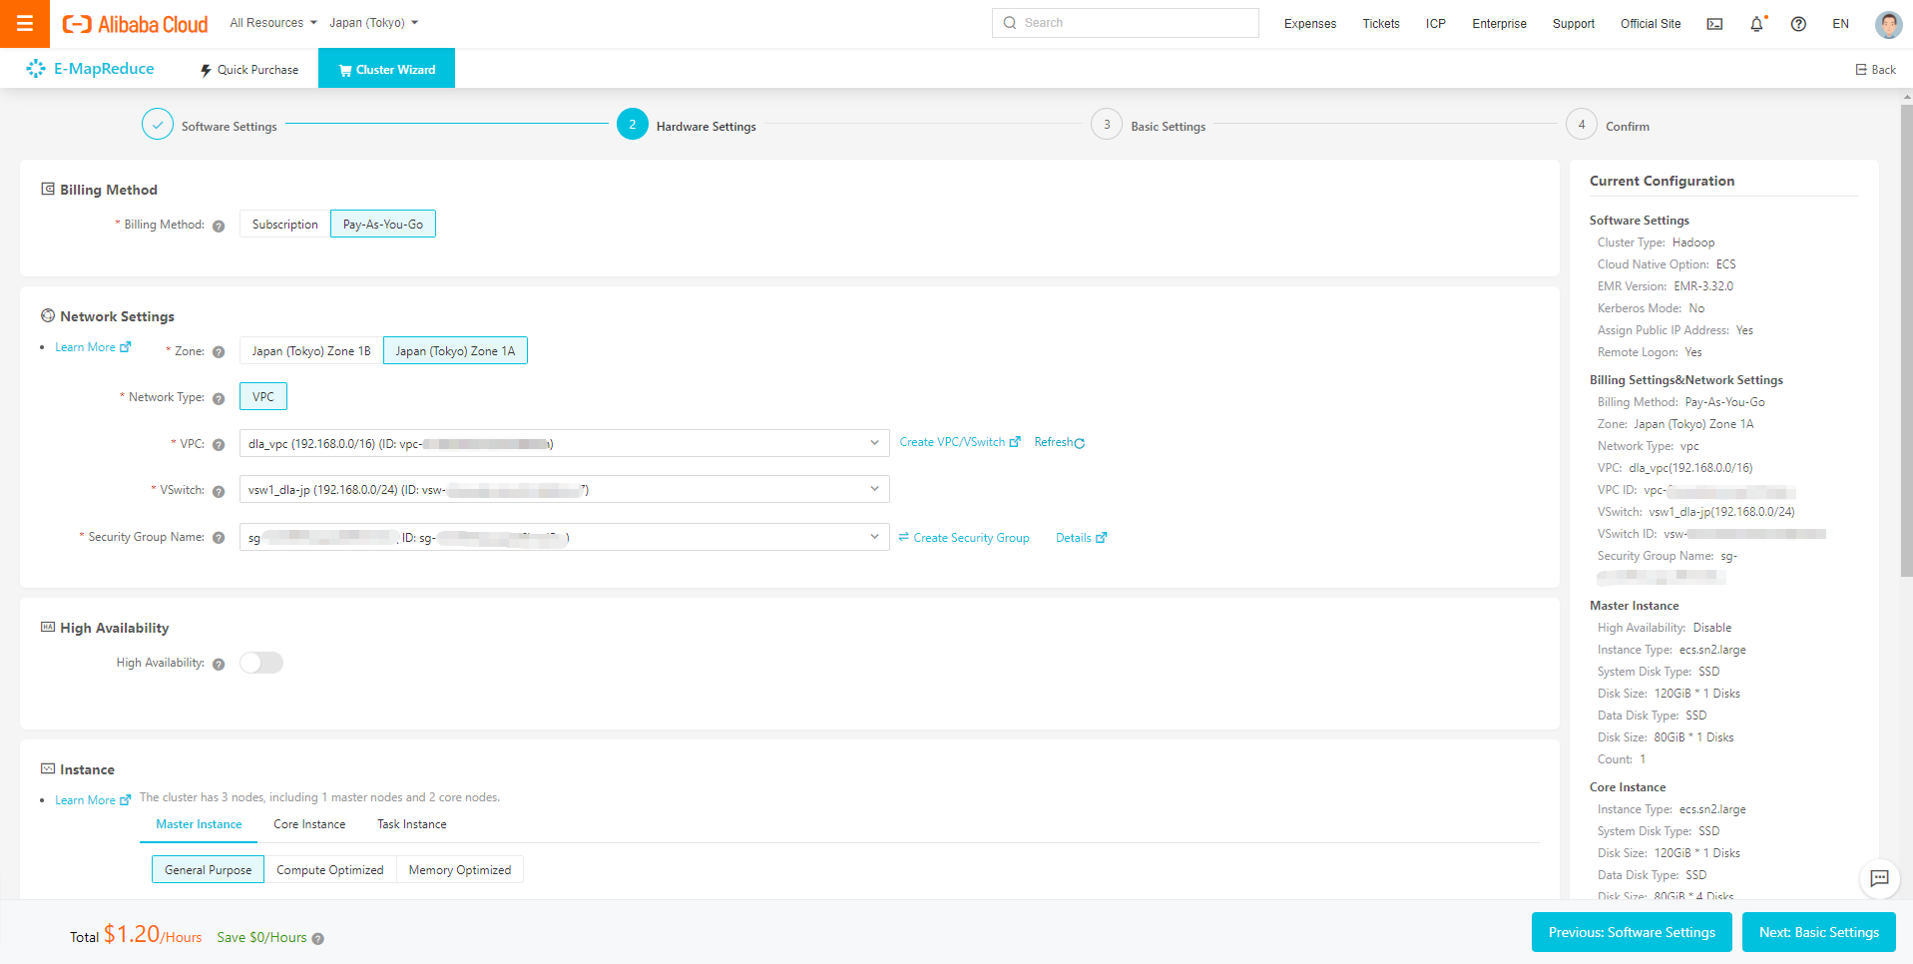 Alibaba Cloud All Resources Japan (Tokyo) Search Expenses Tickets ICP Enterprise Support Official Site EN
E-MapReduce Quick Purchase Cluster Wizard Back
Software Settings 2 Hardware Settings 3 Basic Settings 4 Confirm
Billing Method
* Billing Method: ? Subscription Pay-As-You-Go
Network Settings
• Learn More * Zone: ? Japan (Tokyo) Zone 1B Japan (Tokyo) Zone 1A
* Network Type: ? VPC
* VPC: ? dla_vpc (192.168.0.0/16) (ID: vpc- ) Create VPC/VSwitch Refresh
* VSwitch: ? vsw1_dla-jp (192.168.0.0/24) (ID: vsw- 7)
* Security Group Name: ? sg- ID: sg- ) Create Security Group Details
HA High Availability
High Availability: ?
Instance
• Learn More The cluster has 3 nodes, including 1 master nodes and 2 core nodes.
Master Instance Core Instance Task Instance
General Purpose Compute Optimized Memory Optimized
Current Configuration
Software Settings
Cluster Type: Hadoop
Cloud Native Option: ECS
EMR Version: EMR-3.32.0
Kerberos Mode: No
Assign Public IP Address: Yes
Remote Logon: Yes
Billing Settings&Network Settings
Billing Method: Pay-As-You-Go
Zone: Japan (Tokyo) Zone 1A
Network Type: vpc
VPC: dla_vpc(192.168.0.0/16)
VPC ID: vpc-
VSwitch: vsw1_dla-jp(192.168.0.0/24)
VSwitch ID: vsw-
Security Group Name: sg-
Master Instance
High Availability: Disable
Instance Type: ecs.sn2.large
System Disk Type: SSD
Disk Size: 120GiB * 1 Disks
Data Disk Type: SSD
Disk Size: 80GiB * 1 Disks
Count: 1
Core Instance
Instance Type: ecs.sn2.large
System Disk Type: SSD
Disk Size: 120GiB * 1 Disks
Data Disk Type: SSD
Disk Size: 80GiB * 4 Disks
Total $1.20/Hours Save $0/Hours ? Previous: Software Settings Next: Basic Settings